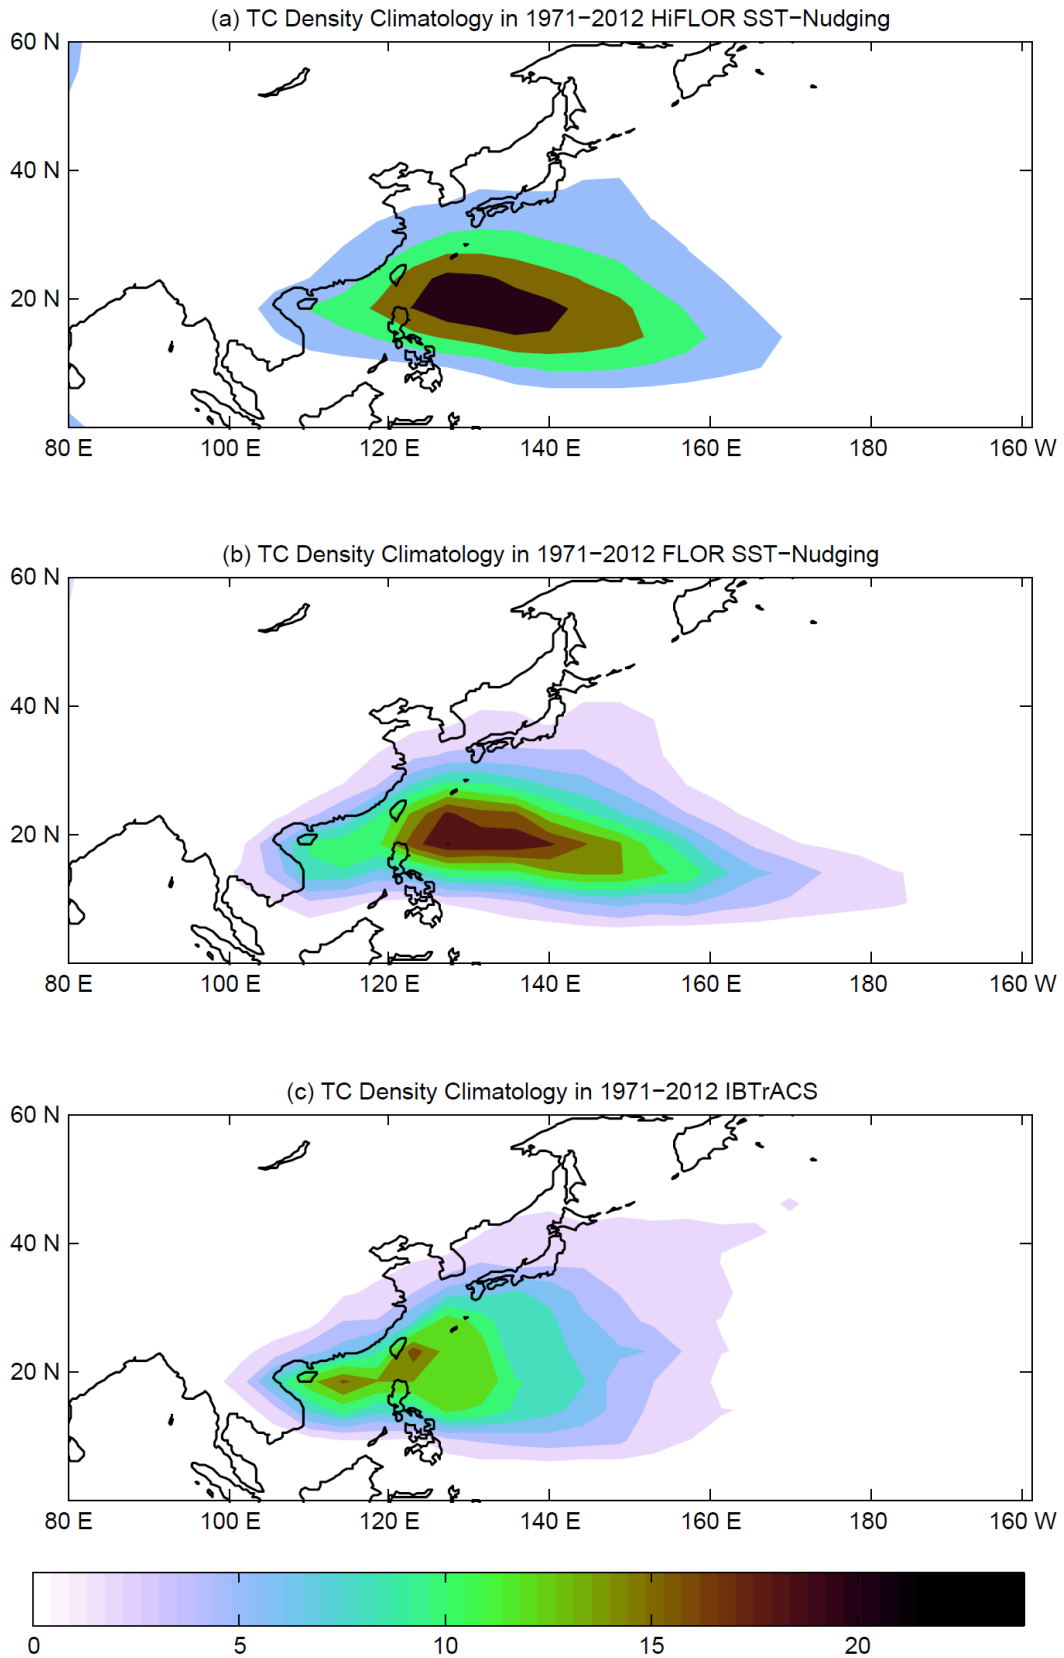 (a) TC Density Climatology in 1971−2012 HiFLOR SST−Nudging
60 N
40 N
20 N
80 E 100 E 120 E 140 E 160 E 180 160 W
(b) TC Density Climatology in 1971−2012 FLOR SST−Nudging
60 N
40 N
20 N
80 E 100 E 120 E 140 E 160 E 180 160 W
(c) TC Density Climatology in 1971−2012 IBTrACS
60 N
40 N
20 N
80 E 100 E 120 E 140 E 160 E 180 160 W
0 5 10 15 20